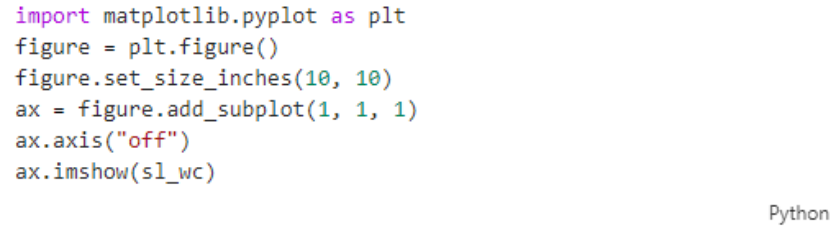 import matplotlib.pyplot as plt
figure = plt.figure()
figure.set_size_inches(10, 10)
ax = figure.add_subplot(1, 1, 1)
ax.axis("off")
ax.imshow(sl_wc)
Python